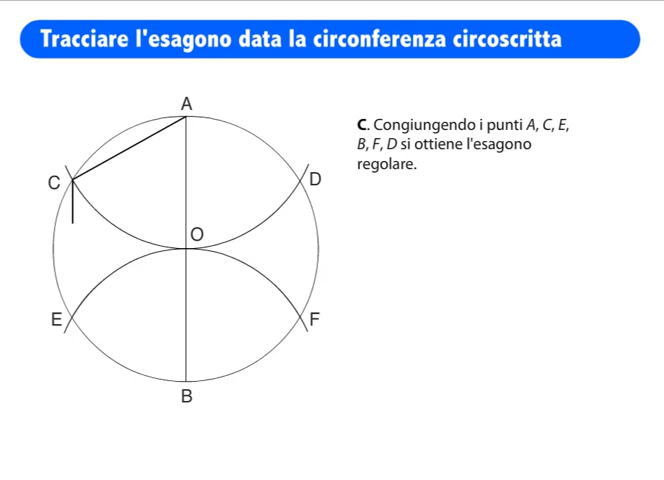 Tracciare l'esagono data la circonferenza circoscritta
A
C. Congiungendo i punti A, C, E,
B, F, D si ottiene l'esagono
regolare.
C
D
O
E
F
B